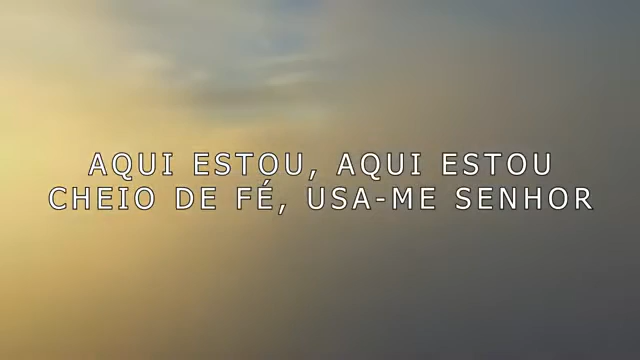 AQUI ESTOU, AQUI ESTOU
CHEIO DE FÉ, USA-ME SENHOR